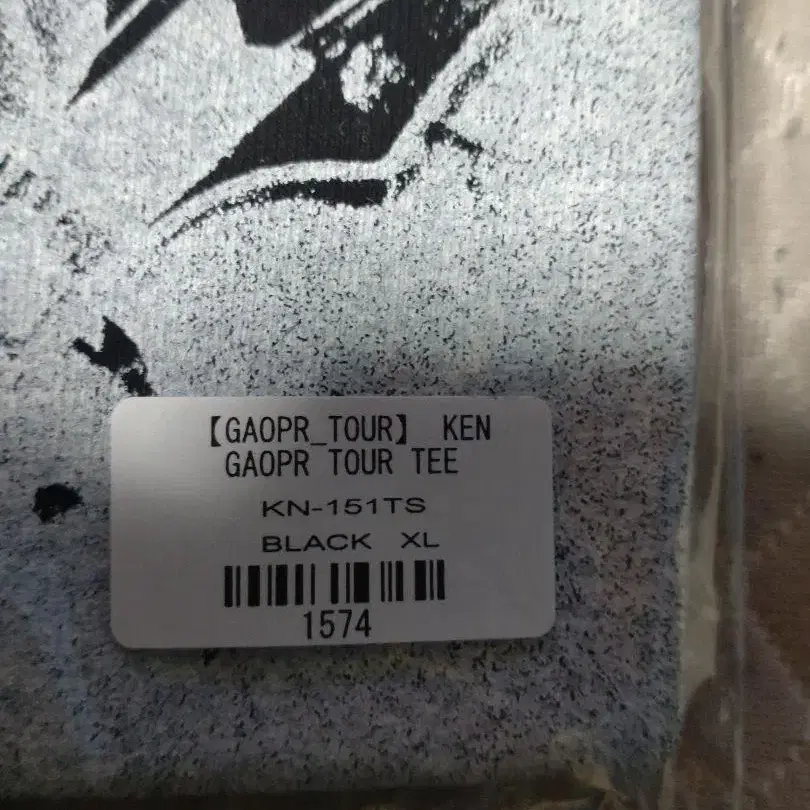 【GAOPR_TOUR】 KEN
GAOPR TOUR TEE
KN-151TS
BLACK XL
1574